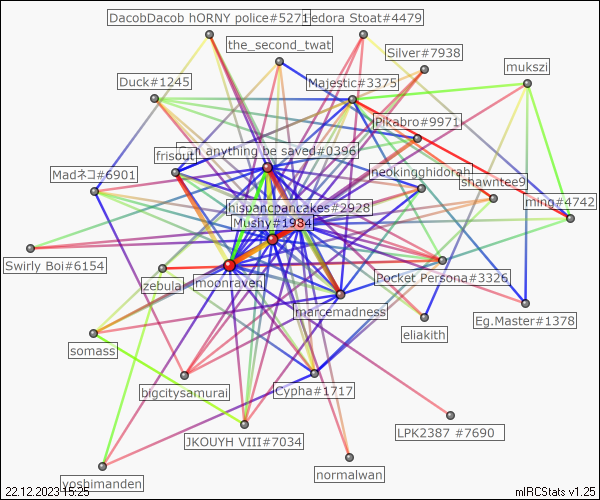 DacobDacob hORNY police#5271
Fedora Stoat#4479
the_second_twat
Silver#7938
mukszi
Duck#1245
Majestic#3375
Pikabro#9971
anything be saved#0396
frisout
Madネコ#6901
neokingghidorah
shawntee9
ming#4742
hispancpancakes#2928
Mushy#1984
Swirly Boi#6154
zebula
moonraven
Pocket Persona#3326
marcemadness
Eg.Master#1378
somass
eliakith
bigcitysamurai
Cypha#1717
JKOUYH VIII#7034
LPK2387 #7690
normalwan
yoshimanden
22.12.2023 15:25
mIRCStats v1.25